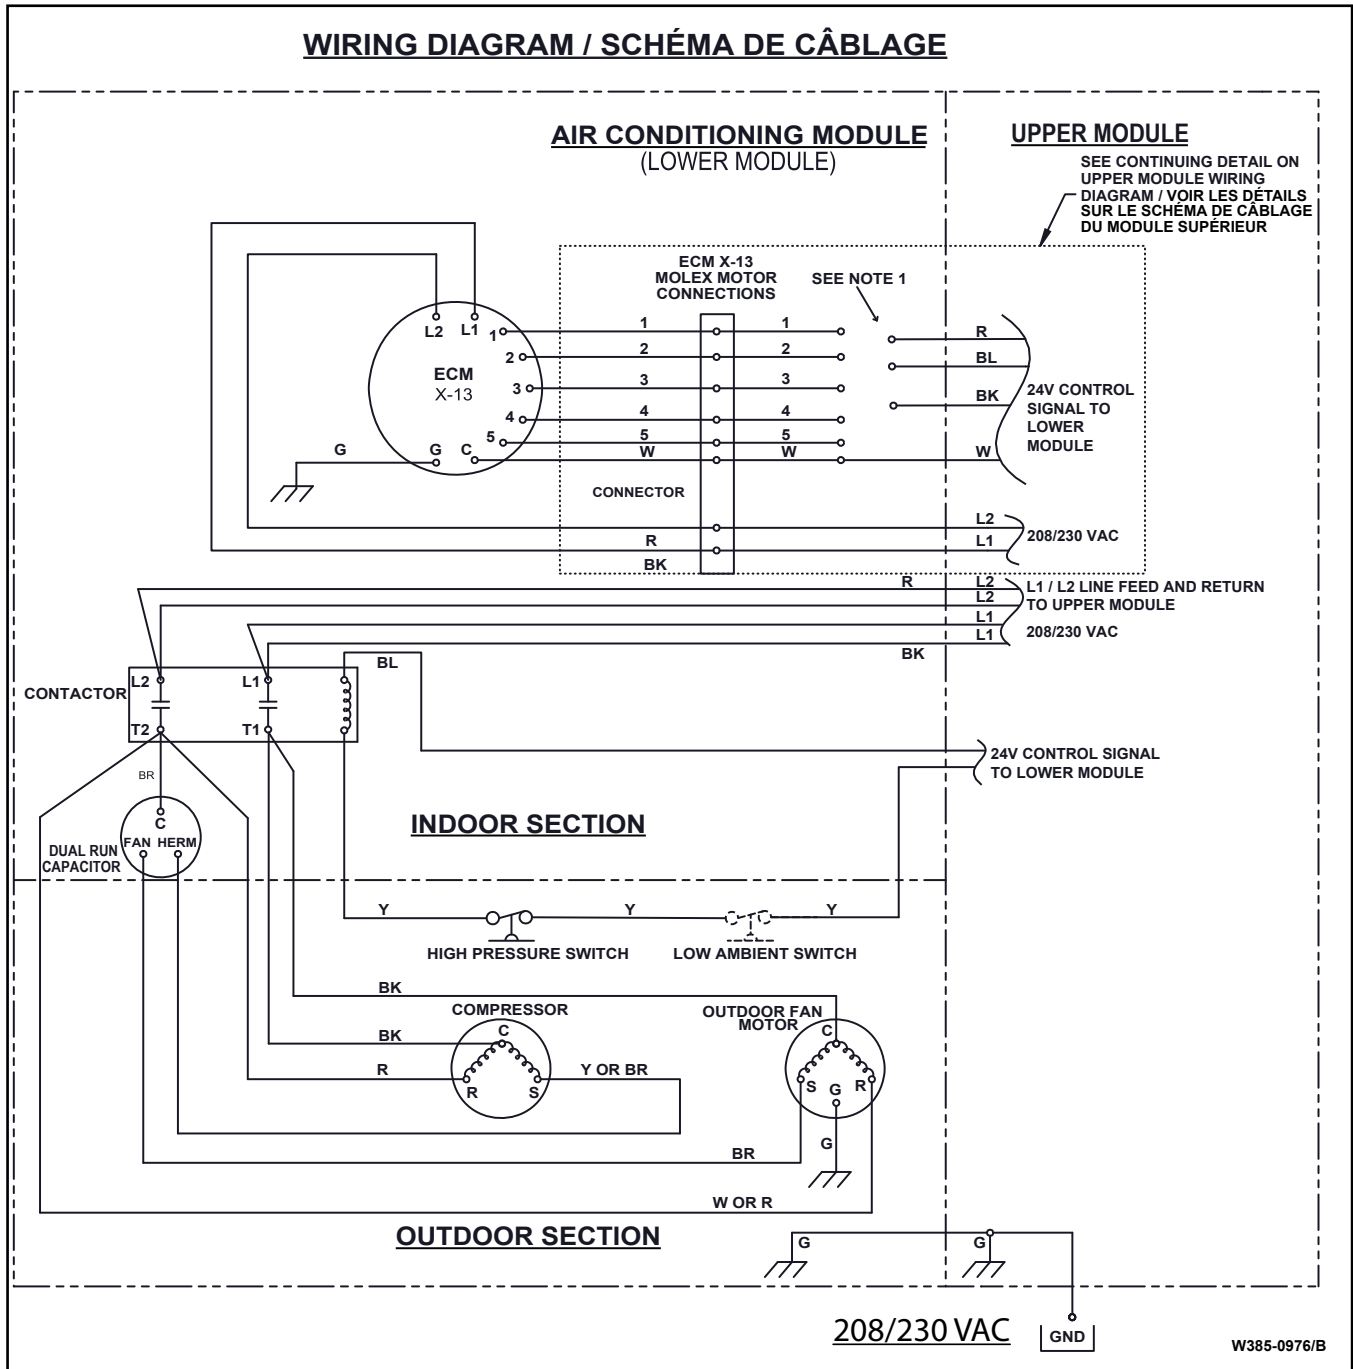 WIRING DIAGRAM / SCHÉMA DE CÂBLAGE
AIR CONDITIONING MODULE
(LOWER MODULE)
UPPER MODULE
SEE CONTINUING DETAIL ON
UPPER MODULE WIRING
DIAGRAM / VOIR LES DÉTAILS
SUR LE SCHÉMA DE CÂBLAGE
DU MODULE SUPÉRIEUR
ECM X-13
MOLEX MOTOR
CONNECTIONS
SEE NOTE 1
L2 L1 1 1 1 R
2 2 2 BL
ECM
X-13
3 3 3 BK
4 4 4
5 5 5
G G C W W W
24V CONTROL
SIGNAL TO
LOWER
MODULE
CONNECTOR
L2
R L1
208/230 VAC
BK
R L2
L2
L1
L1
BK
L1 / L2 LINE FEED AND RETURN
TO UPPER MODULE
208/230 VAC
BL
CONTACTOR
L2 L1
T2 T1
24V CONTROL SIGNAL
TO LOWER MODULE
BR
C
FAN HERM
DUAL RUN
CAPACITOR
INDOOR SECTION
Y Y Y
HIGH PRESSURE SWITCH LOW AMBIENT SWITCH
BK
COMPRESSOR
OUTDOOR FAN
MOTOR
BK C C
R Y OR BR
R S S G R
G
BR
W OR R
OUTDOOR SECTION
G G
208/230 VAC
GND
W385-0976/B